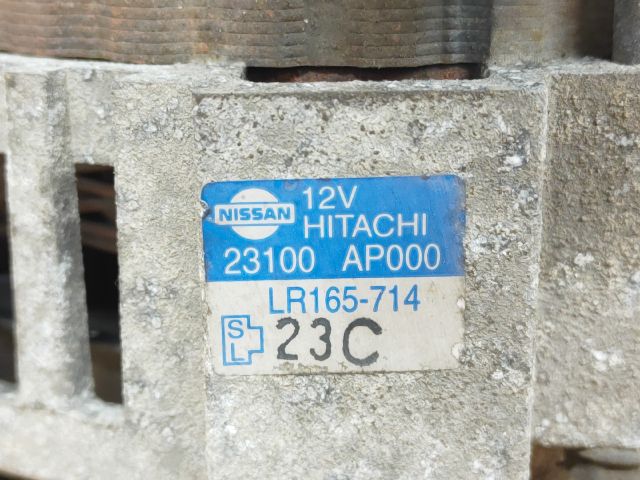 NISSAN
12V
HITACHI
23100 AP000
LR165-714
S
L
23C